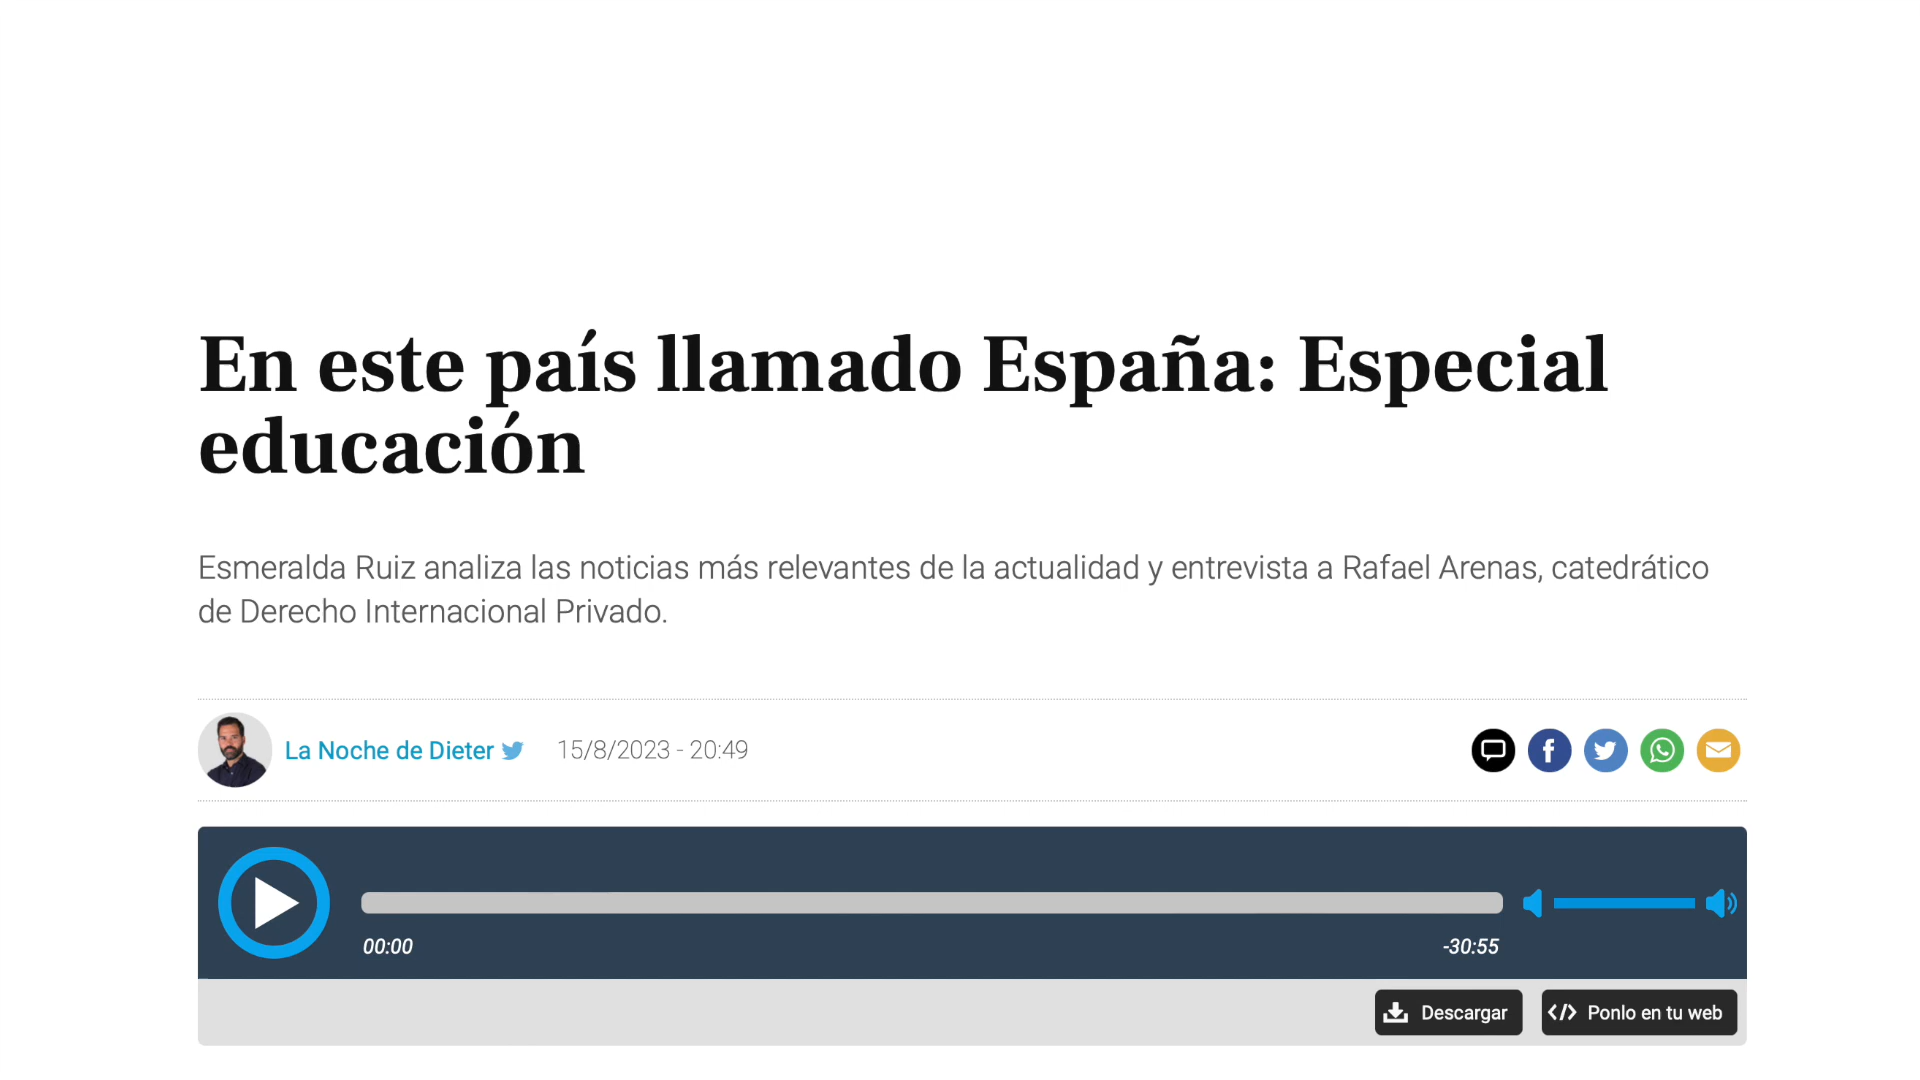 En este país llamado España: Especial
educación
Esmeralda Ruiz analiza las noticias más relevantes de la actualidad y entrevista a Rafael Arenas, catedrático
de Derecho Internacional Privado.
La Noche de Dieter 15/8/2023 - 20:49
00:00 -30:55
Descargar Ponlo en tu web